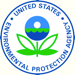 UNITED STATES
ENVIRONMENTAL PROTECTION AGENCY